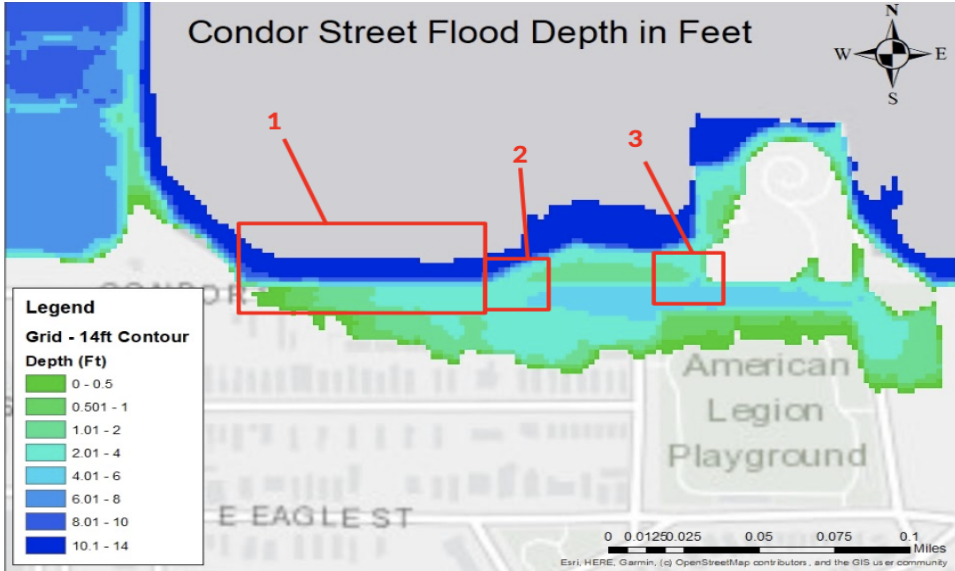 Condor Street Flood Depth in Feet
N
W E
S
1
2
3
CONDOR
Legend
Grid - 14ft Contour
Depth (Ft)
0 - 0.5
0.501 - 1
1.01 - 2
2.01 - 4
4.01 - 6
6.01 - 8
8.01 - 10
10.1 - 14
American
Legion
Playground
E EAGLE ST
0 0.0125 0.025 0.05 0.075 0.1
Miles
Esri, HERE, Garmin, (c) OpenStreetMap contributors, and the GIS user community